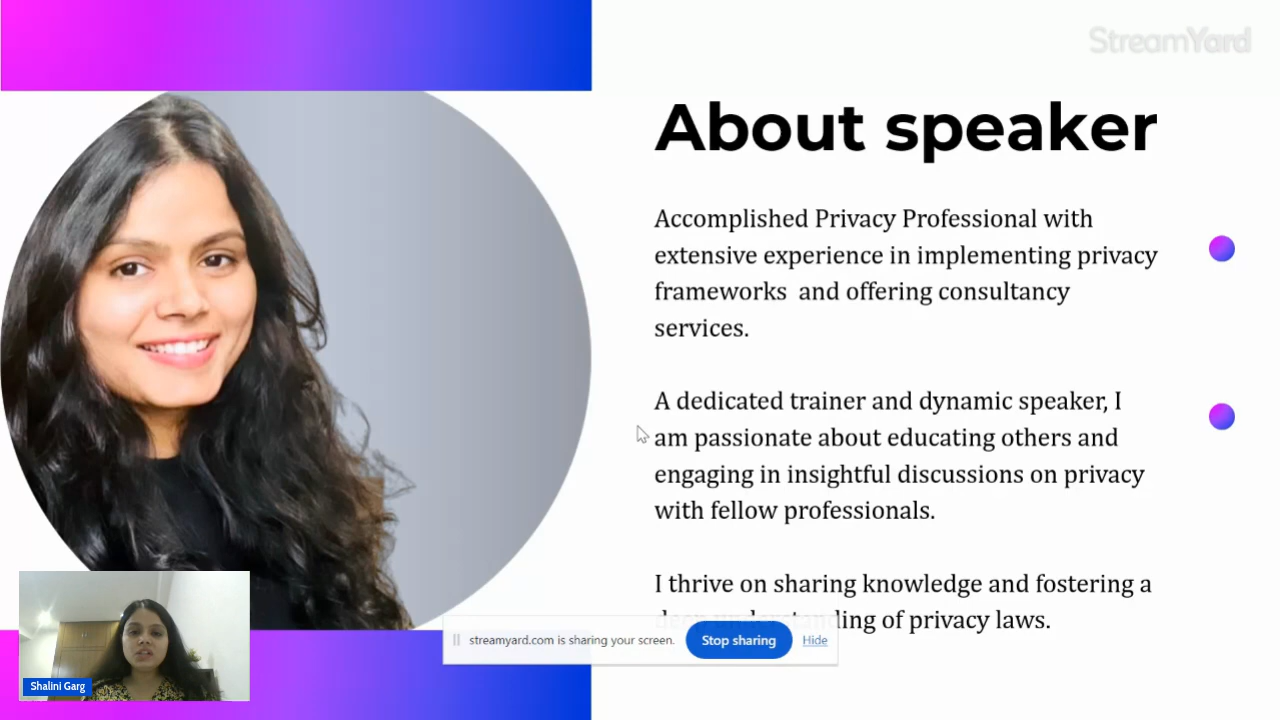 StreamYard
About speaker
Accomplished Privacy Professional with
extensive experience in implementing privacy
frameworks and offering consultancy
services.
A dedicated trainer and dynamic speaker, I
am passionate about educating others and
engaging in insightful discussions on privacy
with fellow professionals.
I thrive on sharing knowledge and fostering a
deep understanding of privacy laws.
streamyard.com is sharing your screen.
Stop sharing
Hide
Shalini Garg